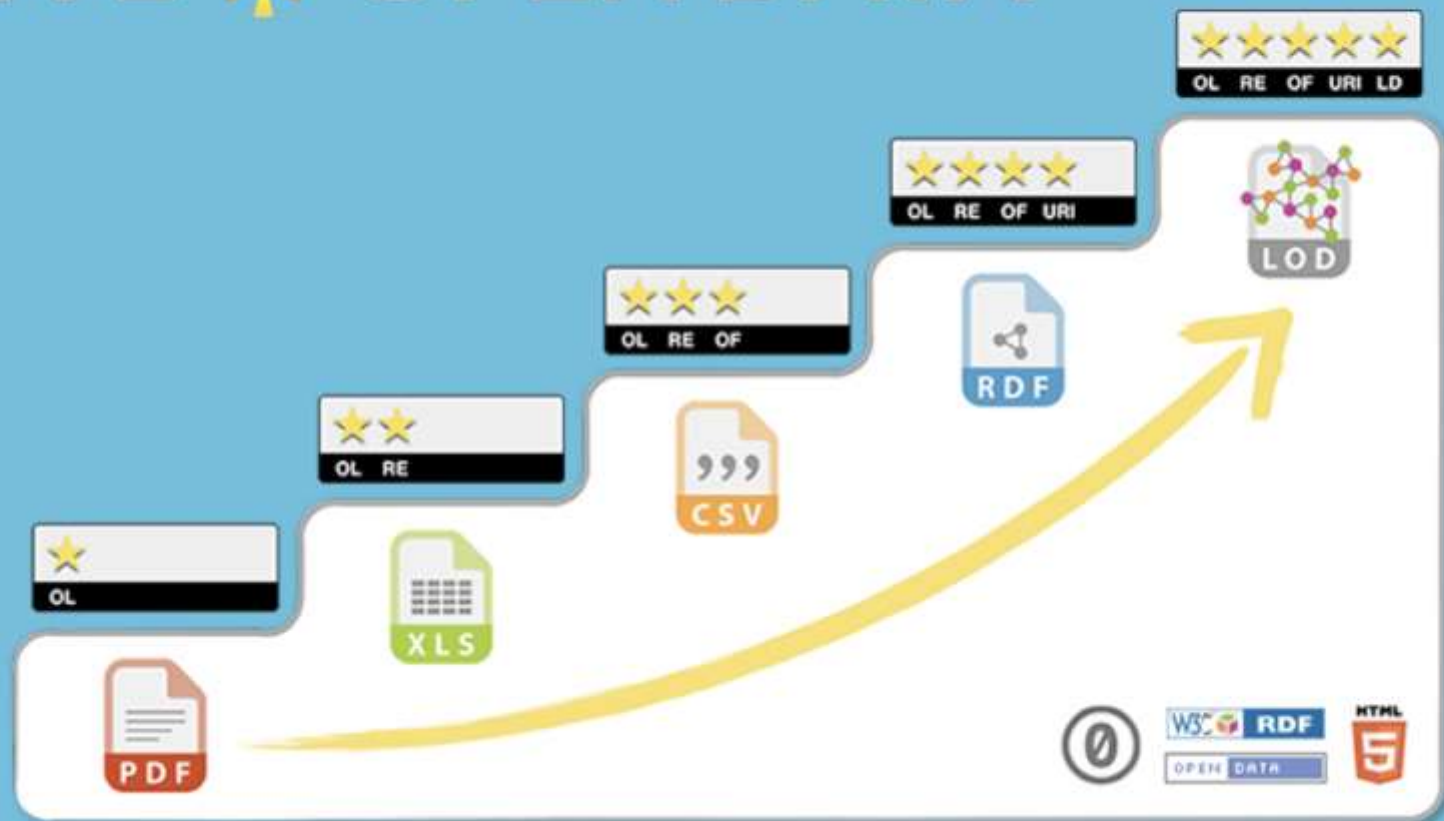 OL RE OF URI LD
LOD
OL RE OF URI
RDF
OL RE OF
CSV
OL RE
XLS
OL
PDF
0
W3C RDF
OPEN DATA
HTML
5